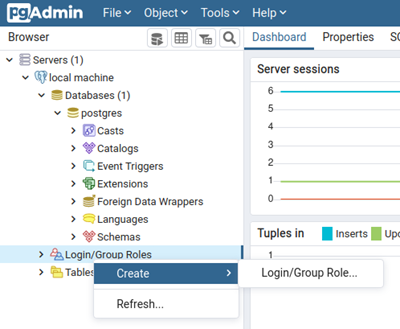 pgAdmin File Object Tools Help
Browser
Dashboard Properties
Servers (1)
local machine
Databases (1)
postgres
Casts
Catalogs
Event Triggers
Extensions
Foreign Data Wrappers
Languages
Schemas
Login/Group Roles
Tables
Create
Refresh...
Login/Group Role...
Server sessions
6
5
4
3
2
1
0
Tuples in Inserts
1